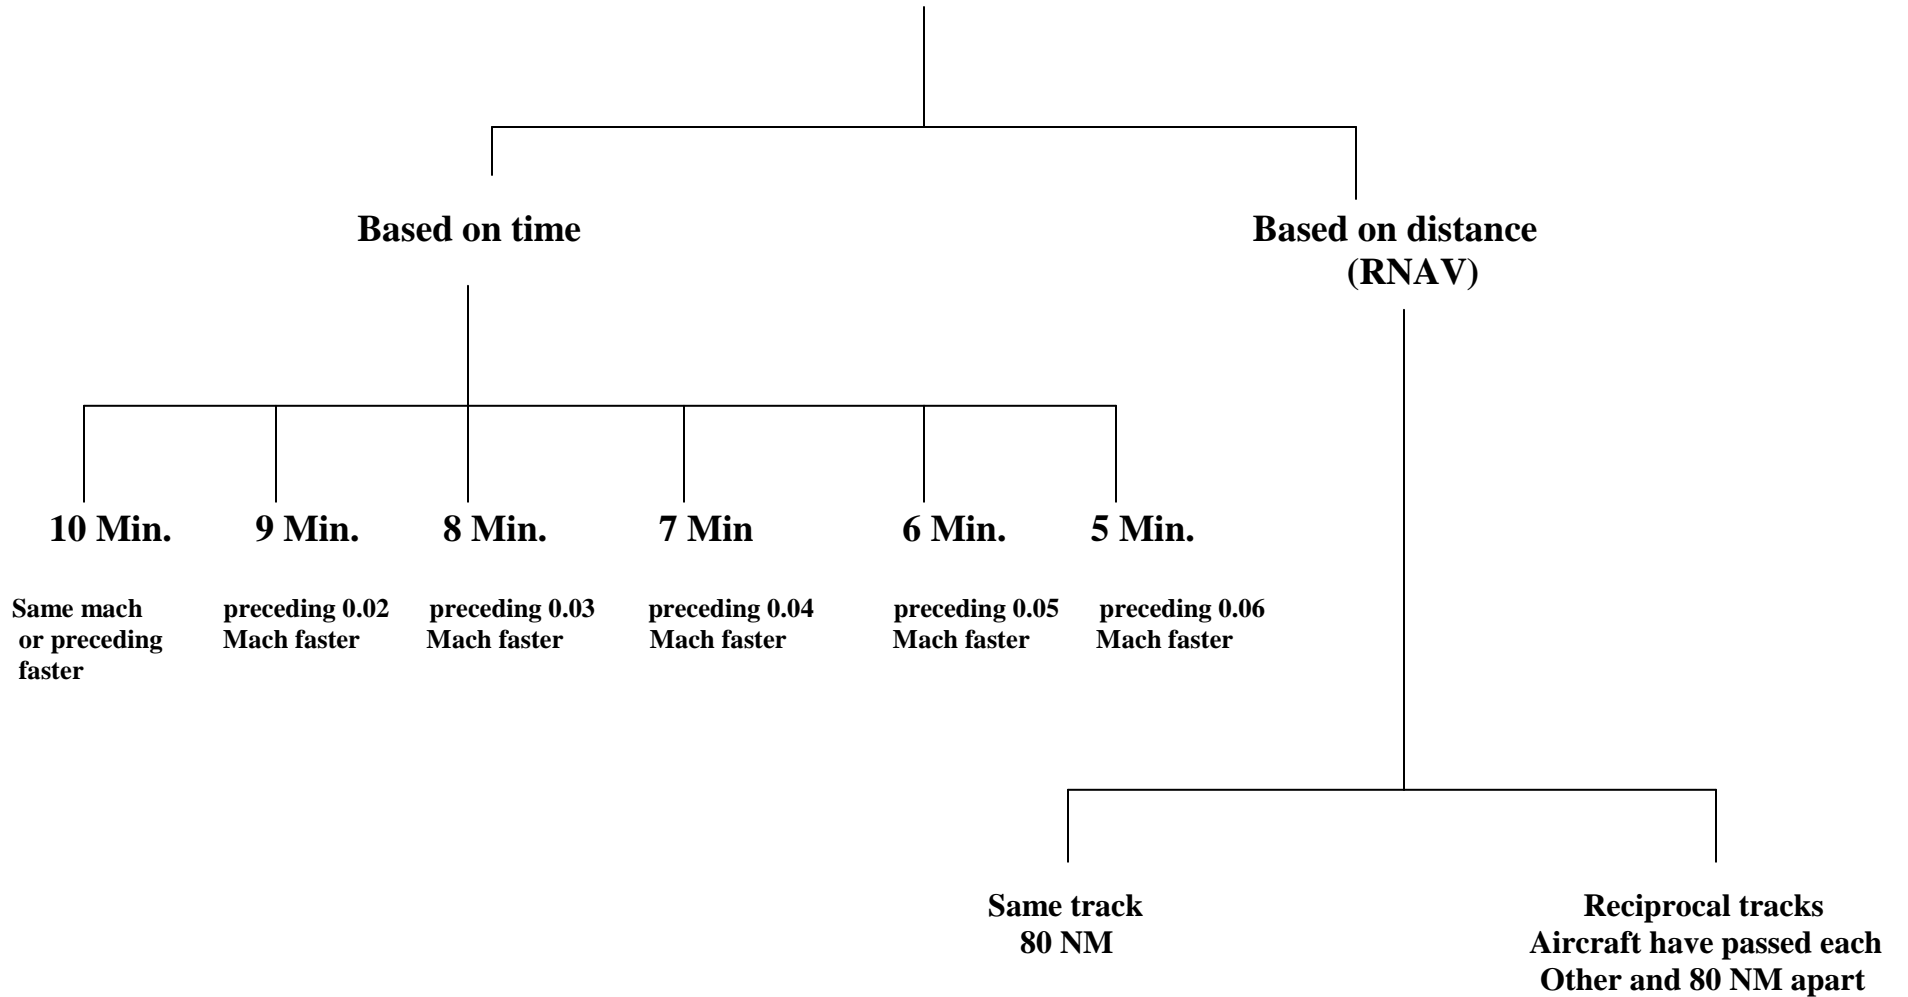 Based on time
Based on distance
(RNAV)
10 Min.
9 Min.
8 Min.
7 Min
6 Min.
5 Min.
Same mach
or preceding
faster
preceding 0.02
Mach faster
preceding 0.03
Mach faster
preceding 0.04
Mach faster
preceding 0.05
Mach faster
preceding 0.06
Mach faster
Same track
80 NM
Reciprocal tracks
Aircraft have passed each
Other and 80 NM apart